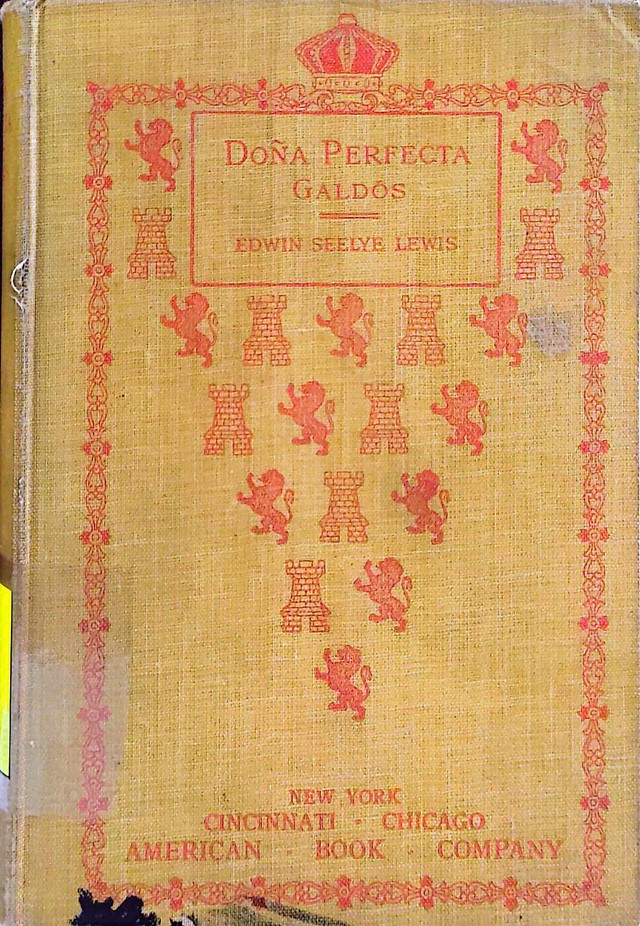 DOÑA PERFECTA
GALDÓS
EDWIN SEELYE LEWIS
NEW YORK
CINCINNATI · CHICAGO
AMERICAN · BOOK · COMPANY